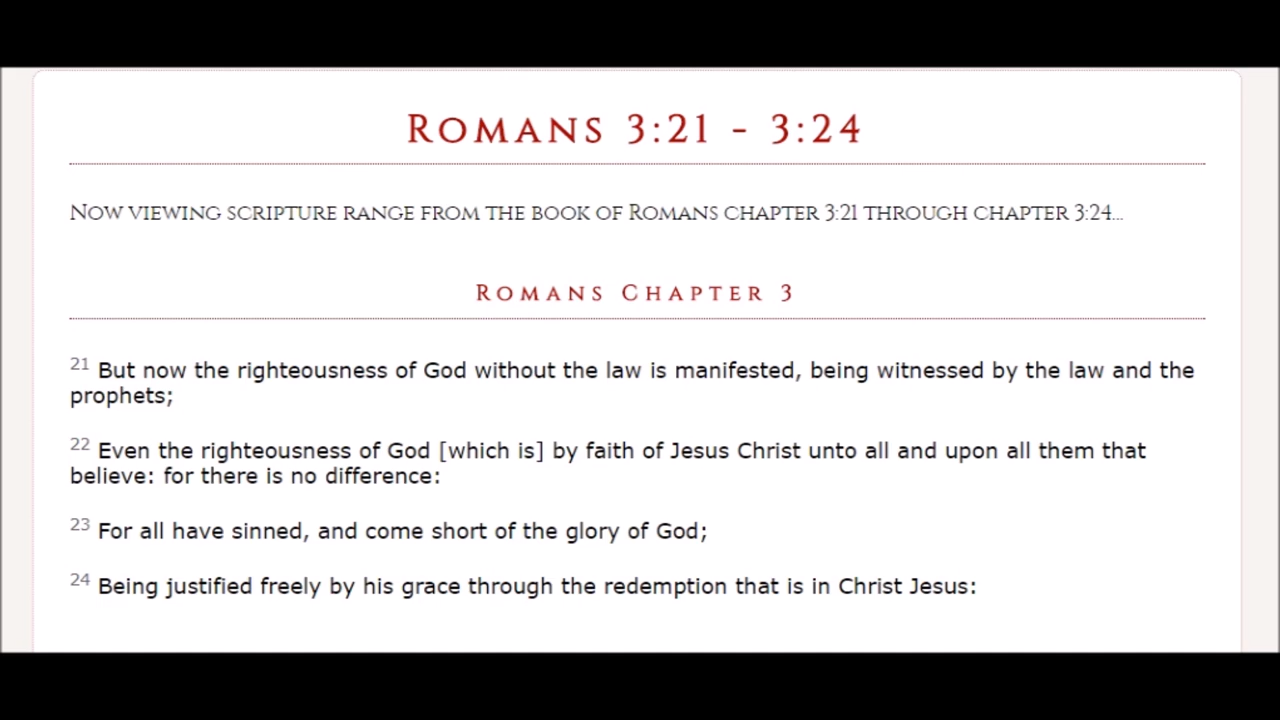 Romans 3:21 - 3:24
Now viewing scripture range from the book of Romans chapter 3:21 through chapter 3:24...
Romans Chapter 3
21 But now the righteousness of God without the law is manifested, being witnessed by the law and the
prophets;
22 Even the righteousness of God [which is] by faith of Jesus Christ unto all and upon all them that
believe: for there is no difference:
23 For all have sinned, and come short of the glory of God;
24 Being justified freely by his grace through the redemption that is in Christ Jesus: